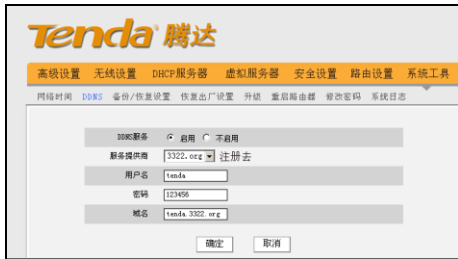 Tenda 腾达
高级设置 无线设置 DHCP服务器 虚拟服务器 安全设置 路由设置 系统工具
网络时间 DDNS 备份/恢复设置 恢复出厂设置 升级 重启路由器 修改密码 系统日志
DDNS服务 启用 不启用
服务提供商 3322.org 注册去
用户名 tenda
密码 123456
域名 tenda.3322.org
确定 取消